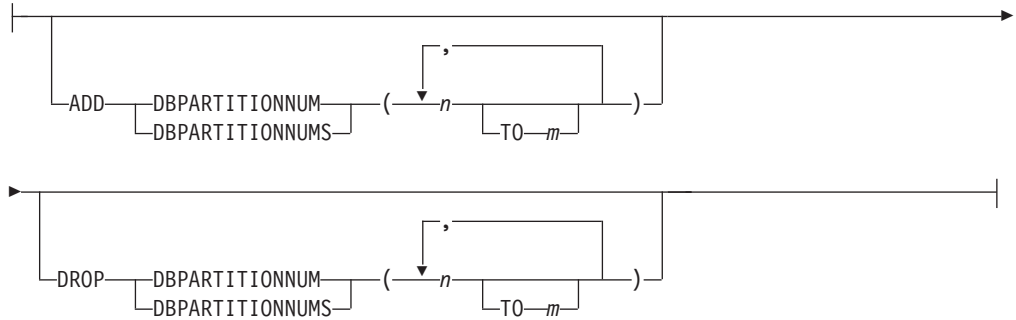 ,
ADD DBPARTITIONNUM ( n )
DBPARTITIONNUMS TO m
,
DROP DBPARTITIONNUM ( n )
DBPARTITIONNUMS TO m